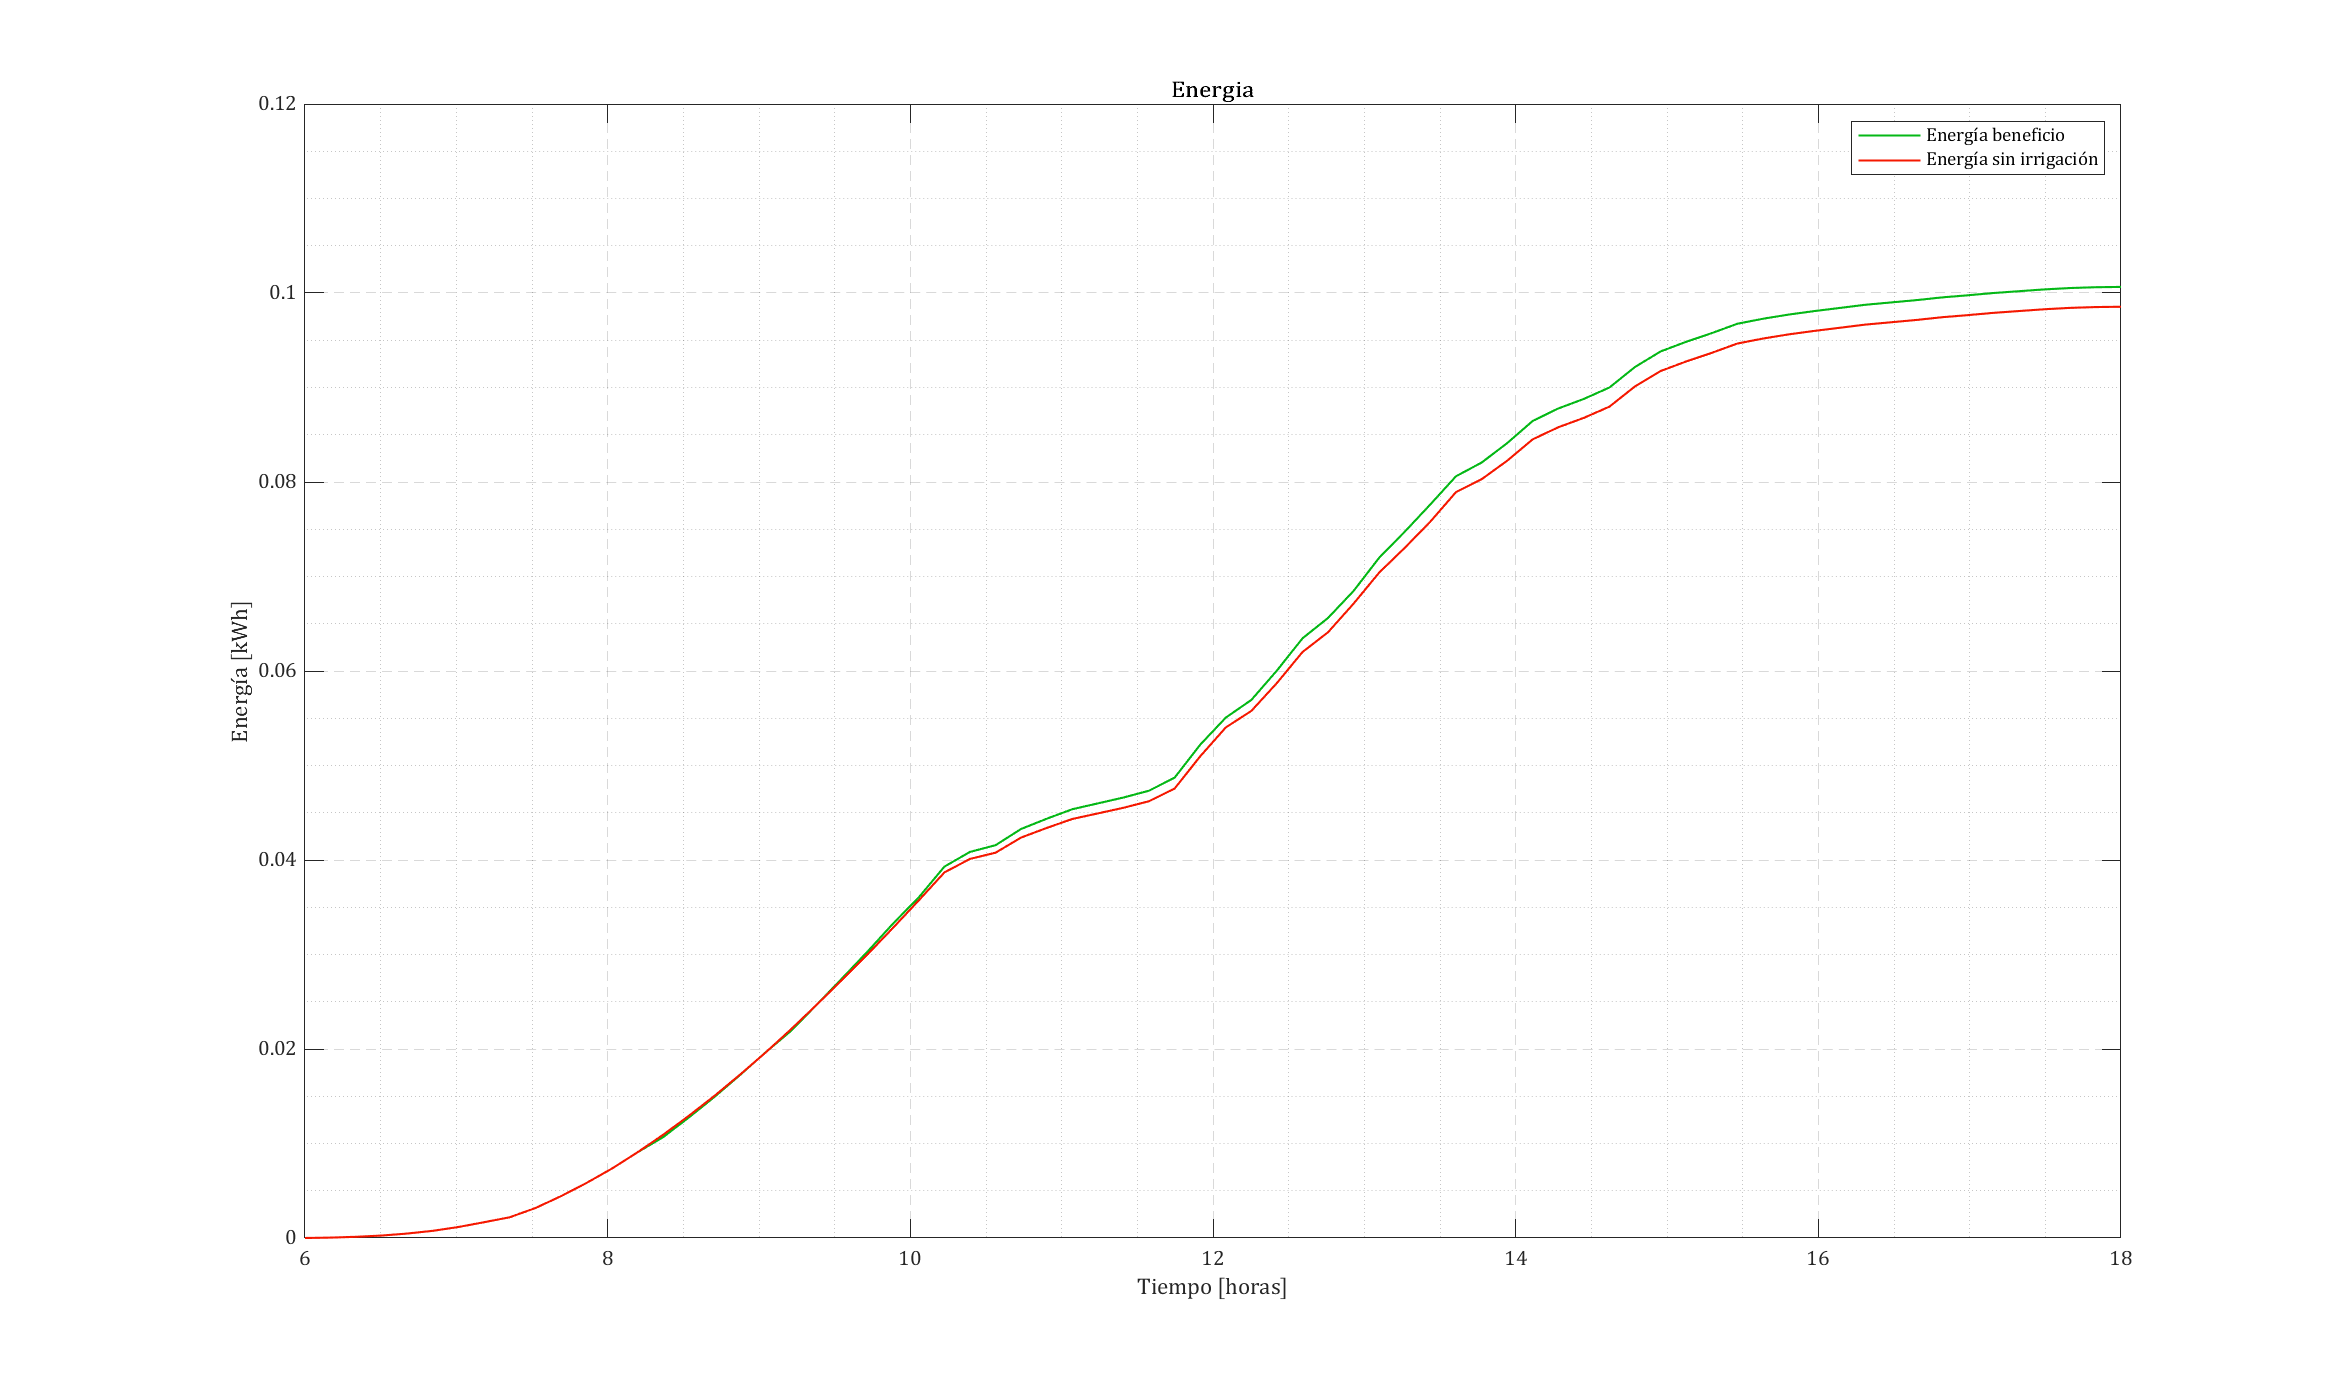 Energia
0.12
0.1
0.08
0.06
0.04
0.02
0
Energía [kWh]
Energía beneficio
Energía sin irrigación
6 8 10 12 14 16 18
Tiempo [horas]